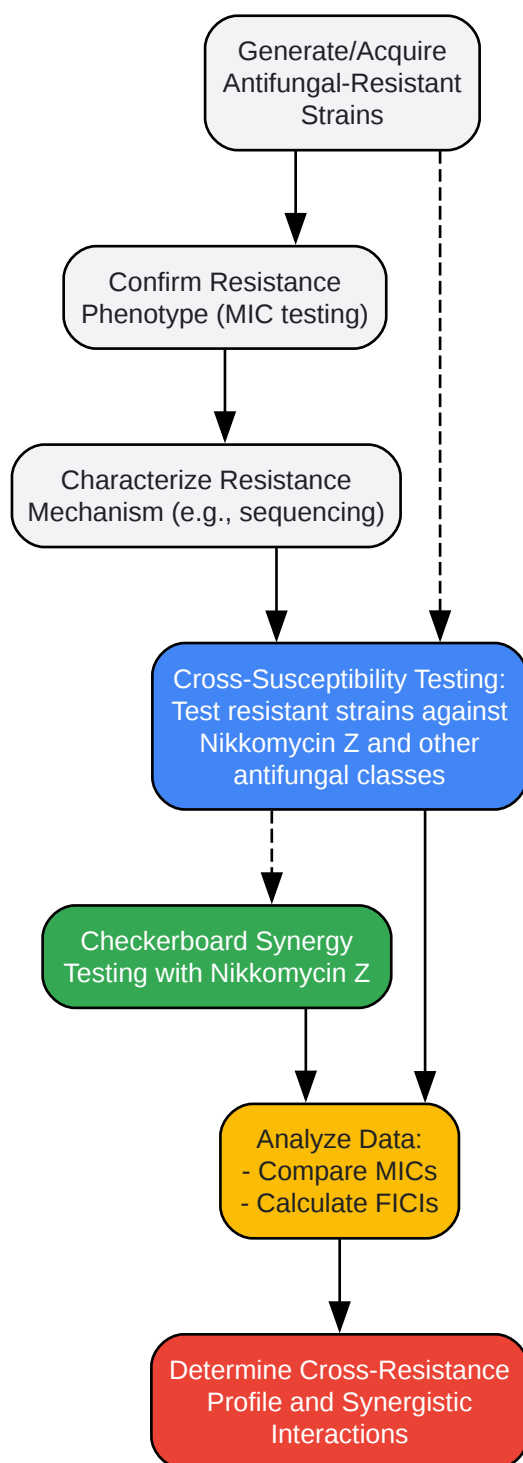 Generate/Acquire
Antifungal-Resistant
Strains
Confirm Resistance
Phenotype (MIC testing)
Characterize Resistance
Mechanism (e.g., sequencing)
Cross-Susceptibility Testing:
Test resistant strains against
Nikkomycin Z and other
antifungal classes
Checkerboard Synergy
Testing with Nikkomycin Z
Analyze Data:
- Compare MICs
- Calculate FICIs
Determine Cross-Resistance
Profile and Synergistic
Interactions